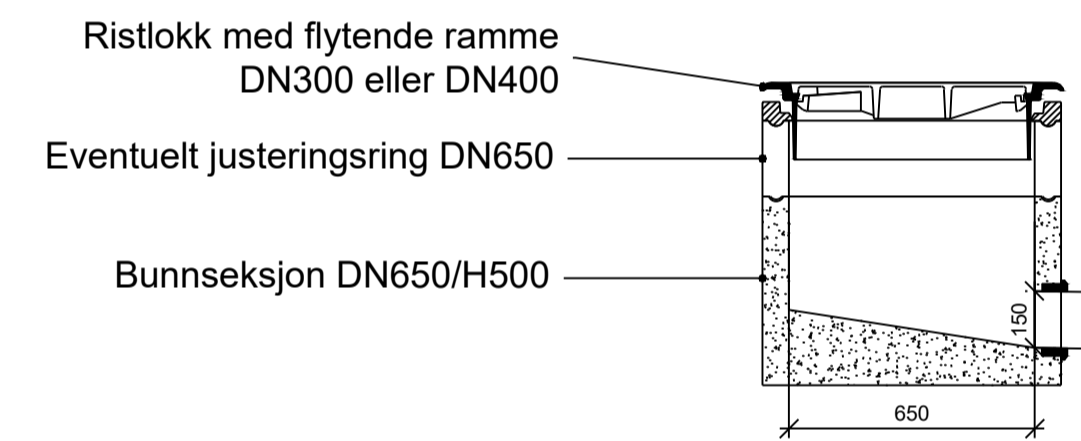 Ristlokk med flytende ramme
DN300 eller DN400
Eventuelt justeringsring DN650
Bunnseksjon DN650/H500
150
650